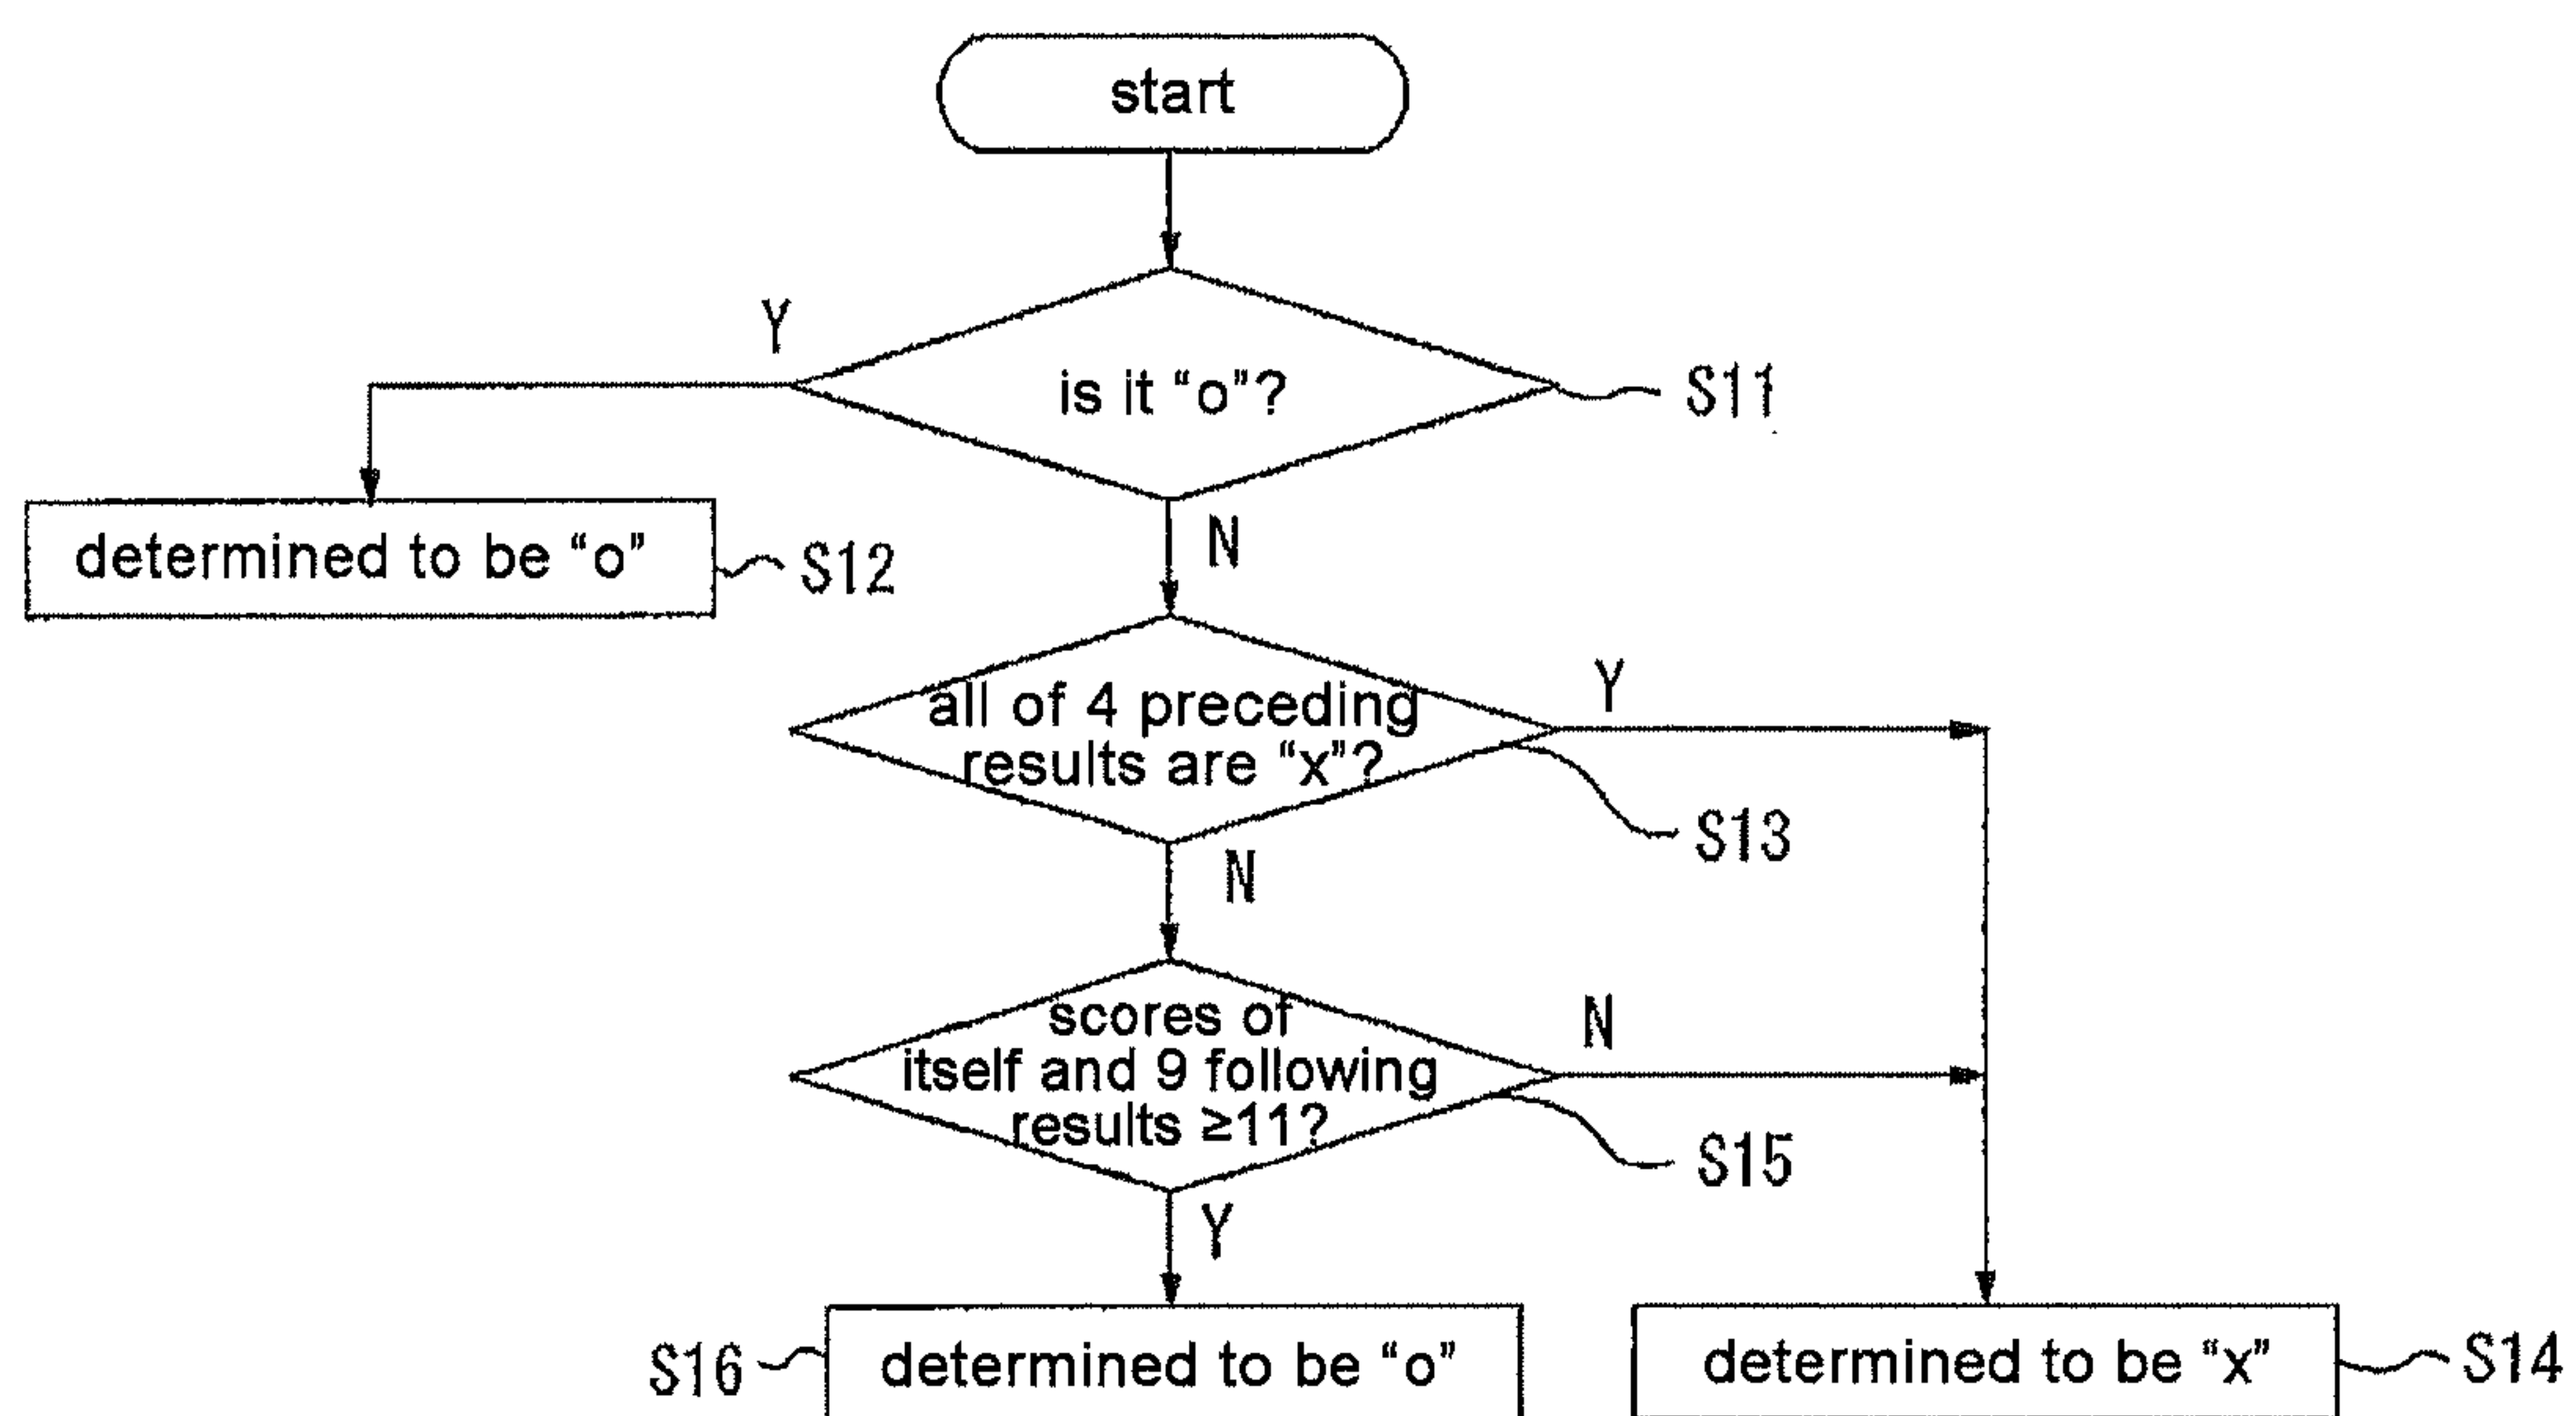 start
Y
is it “o”?
S11
determined to be “o”
S12
N
all of 4 preceding
results are “x”?
Y
S13
N
scores of
itself and 9 following
results ≥11?
N
S15
Y
S16
determined to be “o”
determined to be “x”
S14